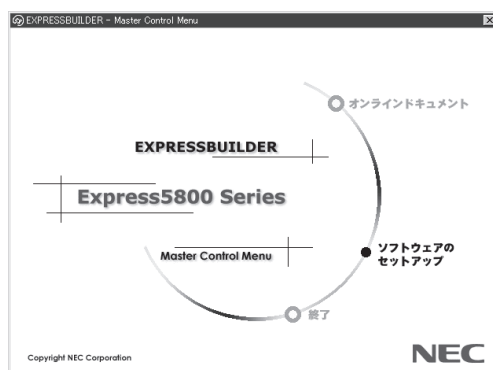 EXPRESSBUILDER - Master Control Menu
オンラインドキュメント
EXPRESSBUILDER
Express5800 Series
Master Control Menu
ソフトウェアの
セットアップ
終了
Copyright NEC Corporation
NEC